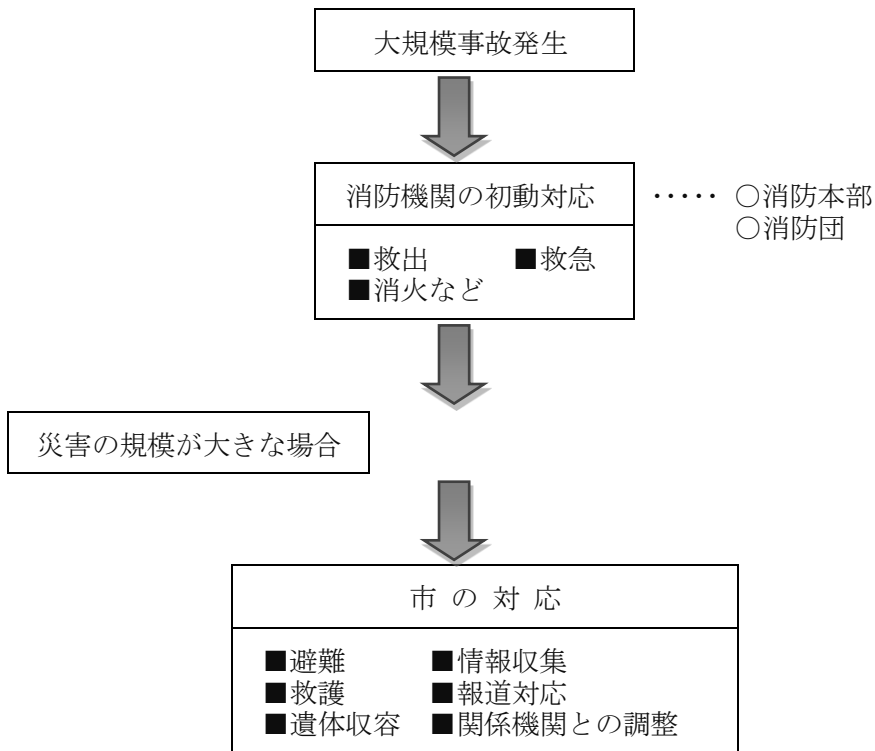 大規模事故発生
消防機関の初動対応 ····· ○消防本部
○消防団
■救出 ■救急
■消火など
災害の規模が大きな場合
市の対応
■避難 ■情報収集
■救護 ■報道対応
■遺体収容 ■関係機関との調整